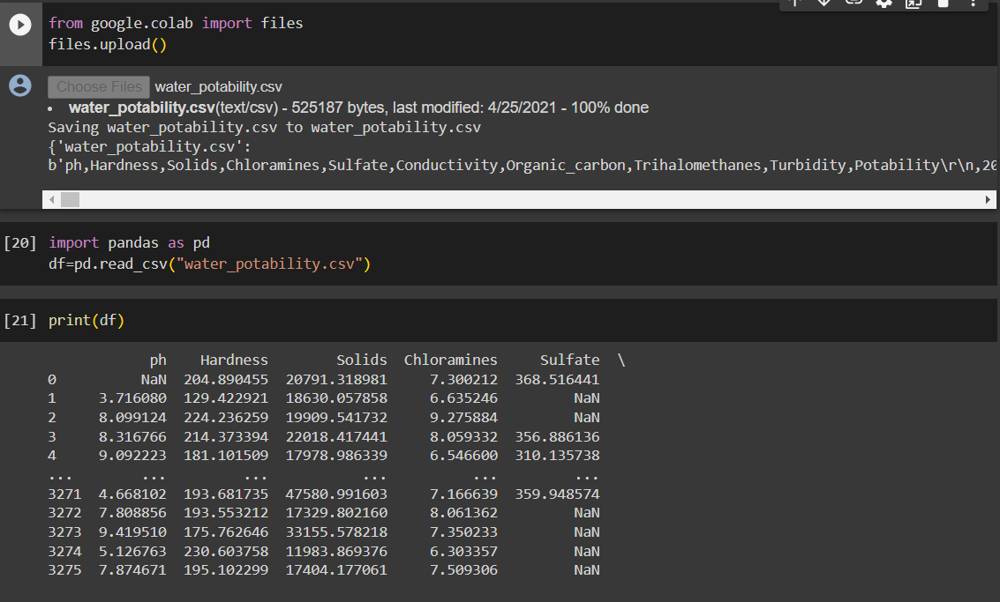 from google.colab import files
files.upload()
Choose Files water_potability.csv
• water_potability.csv(text/csv) - 525187 bytes, last modified: 4/25/2021 - 100% done
Saving water_potability.csv to water_potability.csv
{'water_potability.csv':
b'ph,Hardness,Solids,Chloramines,Sulfate,Conductivity,Organic_carbon,Trihalomethanes,Turbidity,Potability\r\n,20
[20] import pandas as pd
df=pd.read_csv("water_potability.csv")
[21] print(df)
ph Hardness Solids Chloramines Sulfate \
0 NaN 204.890455 20791.318981 7.300212 368.516441
1 3.716080 129.422921 18630.057858 6.635246 NaN
2 8.099124 224.236259 19909.541732 9.275884 NaN
3 8.316766 214.373394 22018.417441 8.059332 356.886136
4 9.092223 181.101509 17978.986339 6.546600 310.135738
... ... ... ... ... ...
3271 4.668102 193.681735 47580.991603 7.166639 359.948574
3272 7.808856 193.553212 17329.802160 8.061362 NaN
3273 9.419510 175.762646 33155.578218 7.350233 NaN
3274 5.126763 230.603758 11983.869376 6.303357 NaN
3275 7.874671 195.102299 17404.177061 7.509306 NaN